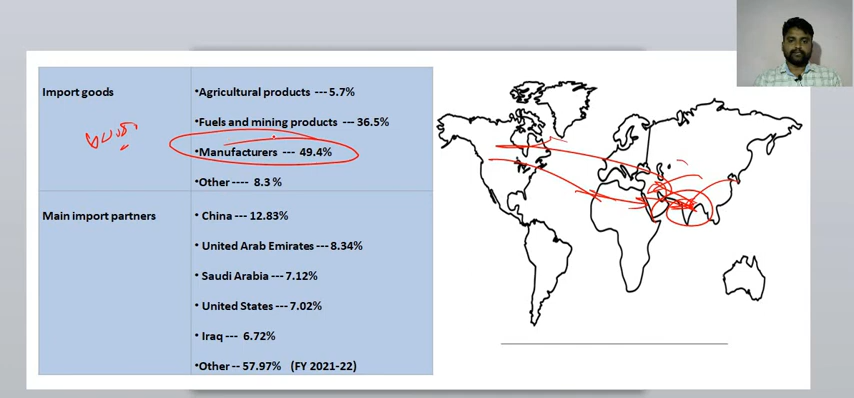 Import goods
•Agricultural products --- 5.7%
•Fuels and mining products --- 36.5%
•Manufacturers --- 49.4%
•Other ---- 8.3 %
Main import partners
• China --- 12.83%
• United Arab Emirates --- 8.34%
• Saudi Arabia --- 7.12%
• United States --- 7.02%
• Iraq --- 6.72%
•Other -- 57.97% (FY 2021-22)